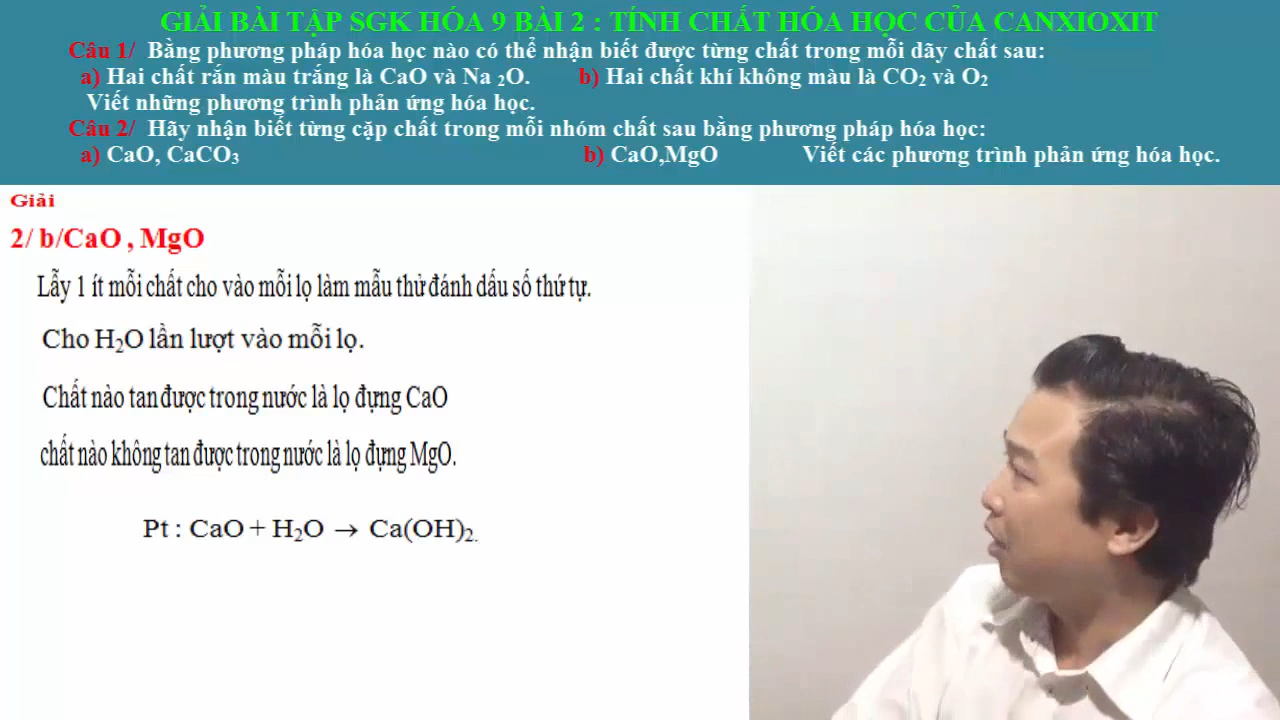 GIẢI BÀI TẬP SGK HÓA 9 BÀI 2 : TÍNH CHẤT HÓA HỌC CỦA CANXIOXIT
Câu 1/ Bằng phương pháp hóa học nào có thể nhận biết được từng chất trong mỗi dãy chất sau:
a) Hai chất rắn màu trắng là CaO và Na ₂O. b) Hai chất khí không màu là CO₂ và O₂
Viết những phương trình phản ứng hóa học.
Câu 2/ Hãy nhận biết từng cặp chất trong mỗi nhóm chất sau bằng phương pháp hóa học:
a) CaO, CaCO₃ b) CaO,MgO Viết các phương trình phản ứng hóa học.
Giải
2/ b/CaO , MgO
Lẫy 1 ít mỗi chất cho vào mỗi lọ làm mẫu thử đánh dấu số thứ tự.
Cho H₂O lần lượt vào mỗi lọ.
Chất nào tan được trong nước là lọ đựng CaO
chất nào không tan được trong nước là lọ đựng MgO.
Pt : CaO + H₂O → Ca(OH)₂.